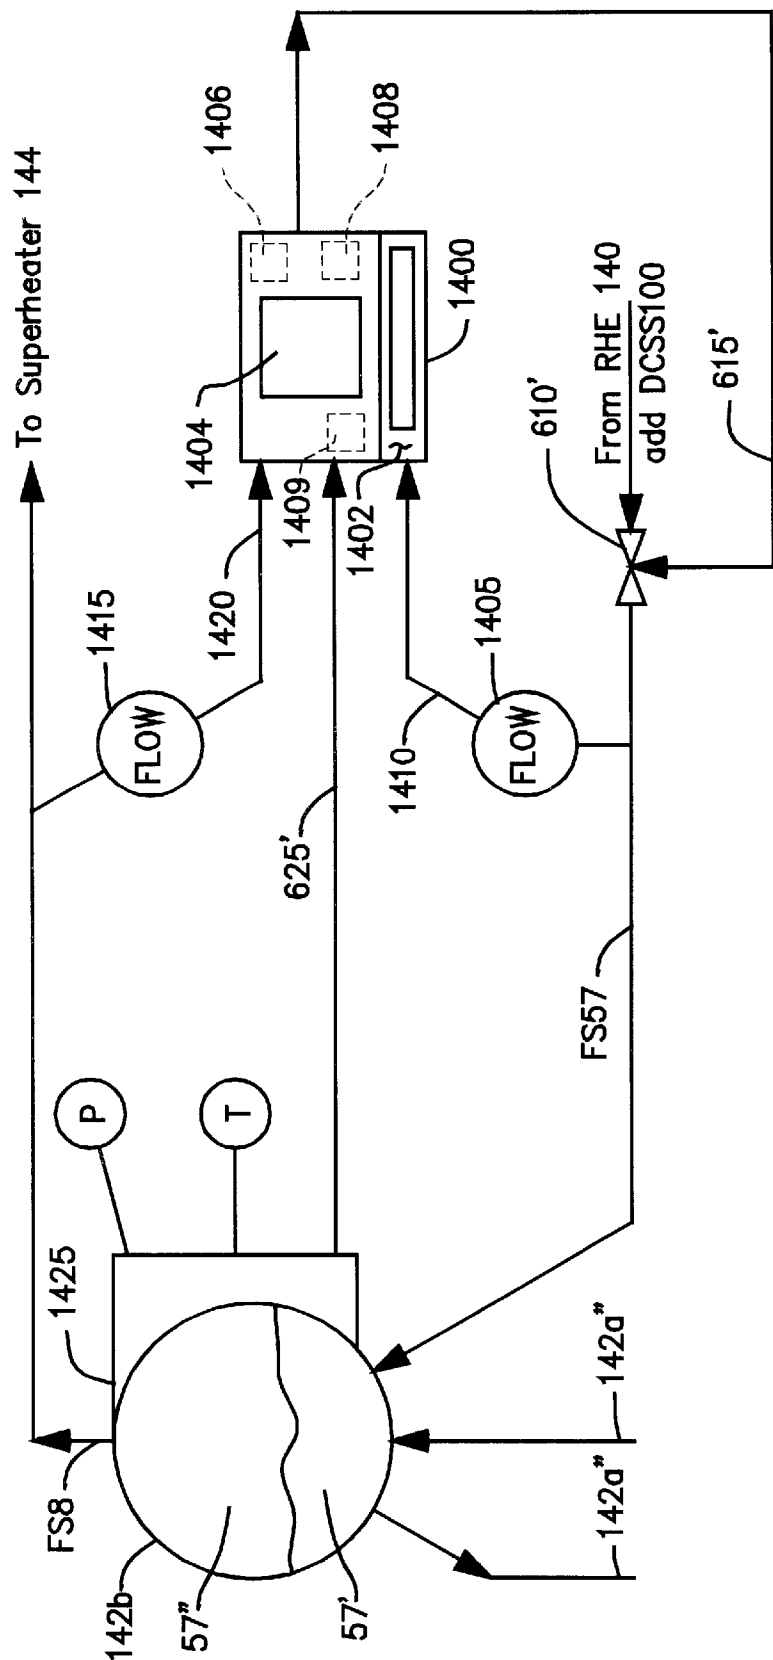 To Superheater 144
1406
1408
1404
1400
1409
1402
1415
1420
FLOW
625'
1410
1405
FLOW
610'
From RHE 140
add DCSS100
615'
FS57
P
T
1425
FS8
142b
57"
57'
142a"
142a"